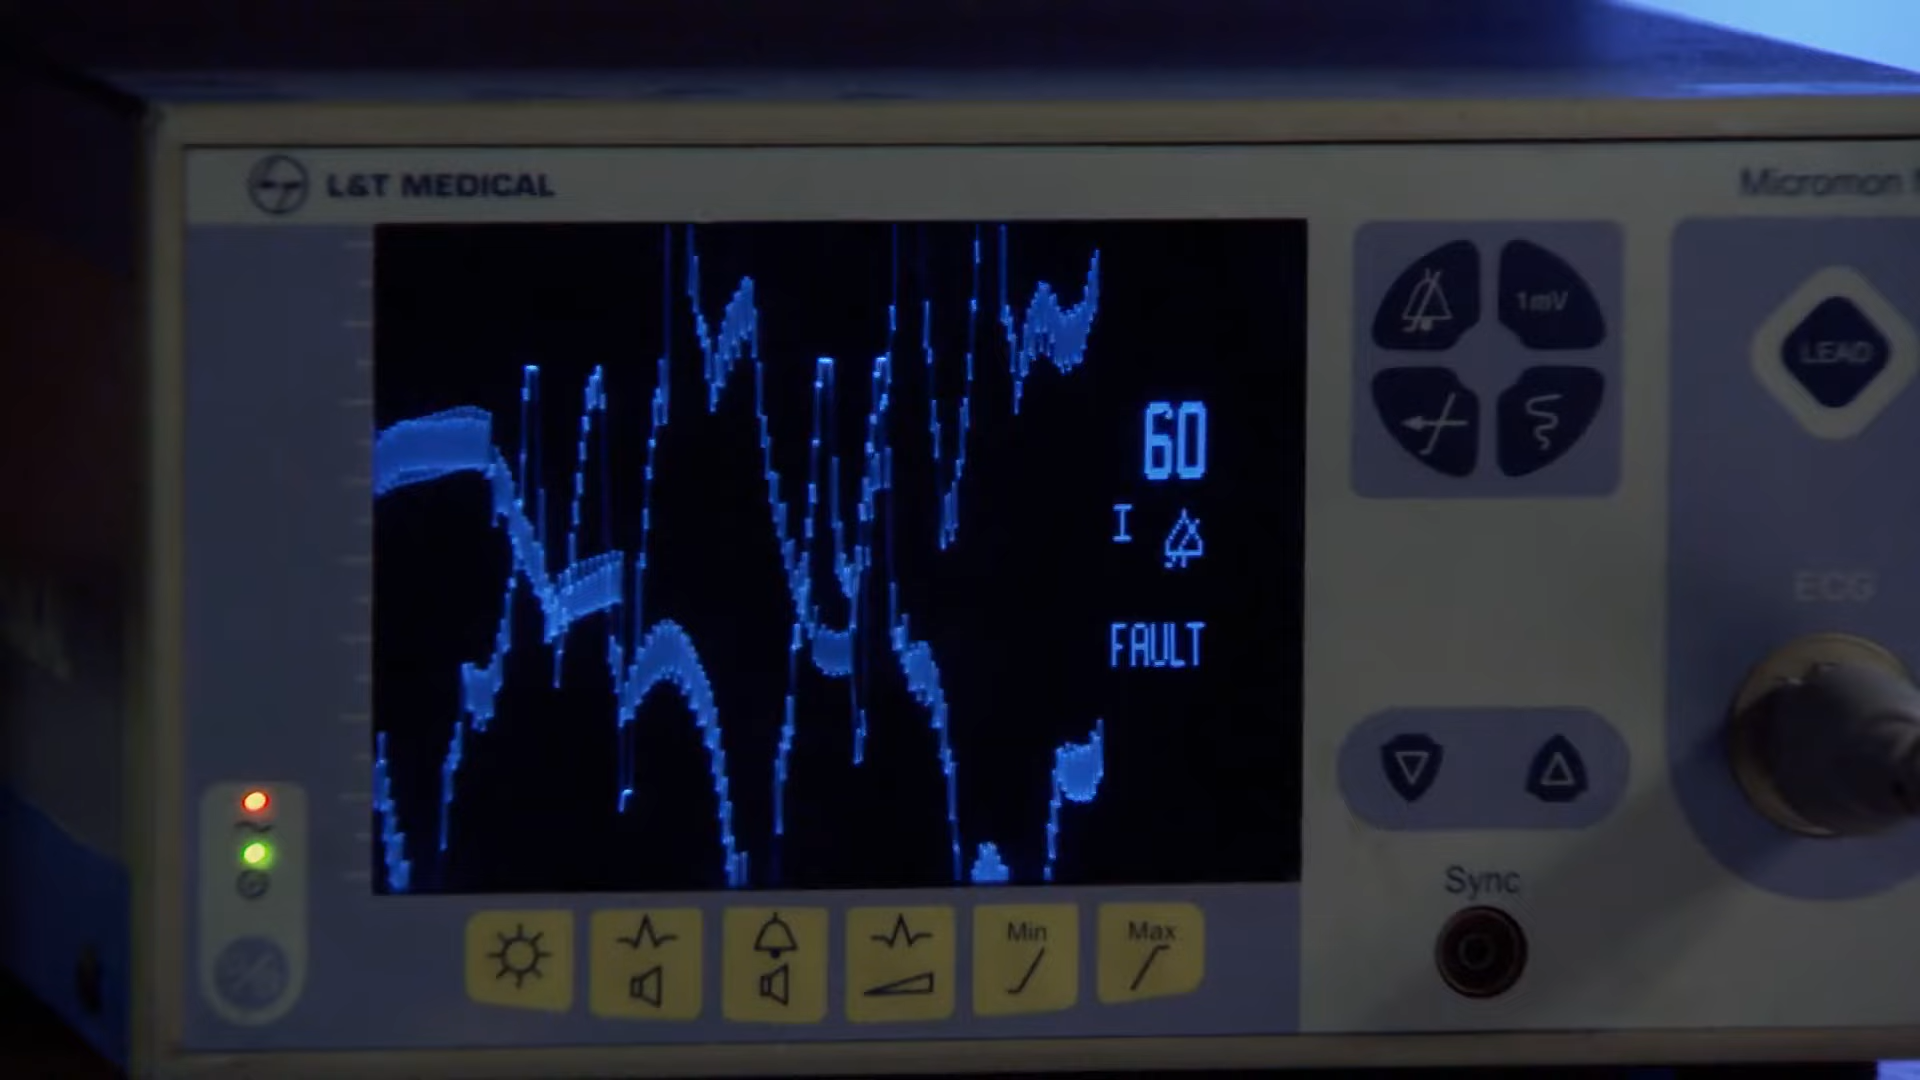 L&T MEDICAL
Micromon
1mV
LEAD
60
I
FAULT
ECG
Sync
Min
Max